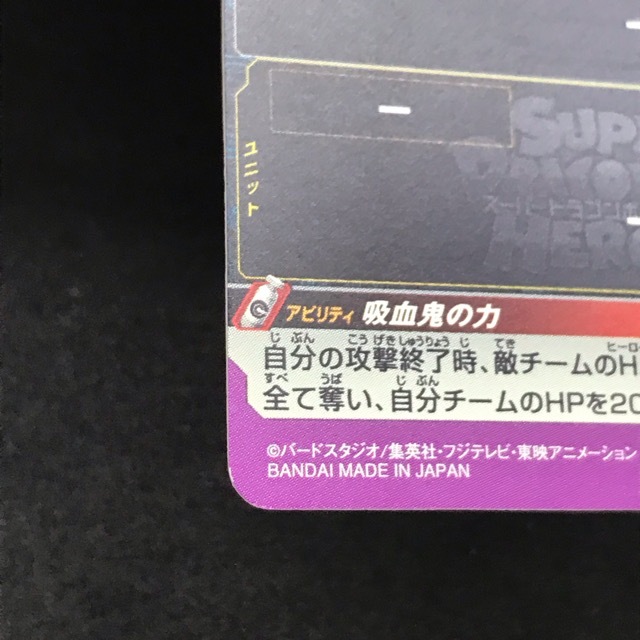 ユニット
アビリティ 吸血鬼の力
自分の攻撃終了時、敵チームのH
全て奪い、自分チームのHPを20
©バードスタジオ/集英社・フジテレビ・東映アニメーション
BANDAI MADE IN JAPAN